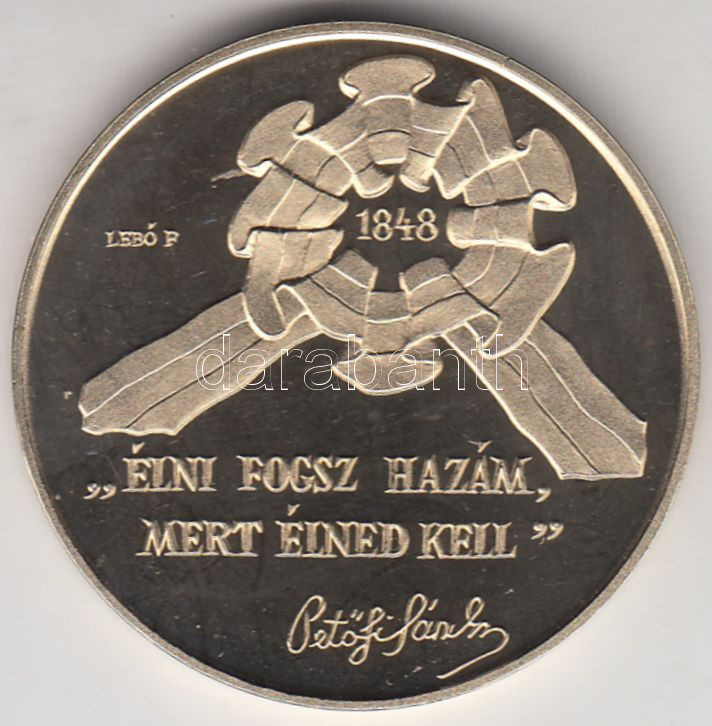 1848
LEBÓ F
darabanth
„ÉLNI FOGSZ HAZÁM,
MERT ÉLNED KELL”
Petőfi Sándor